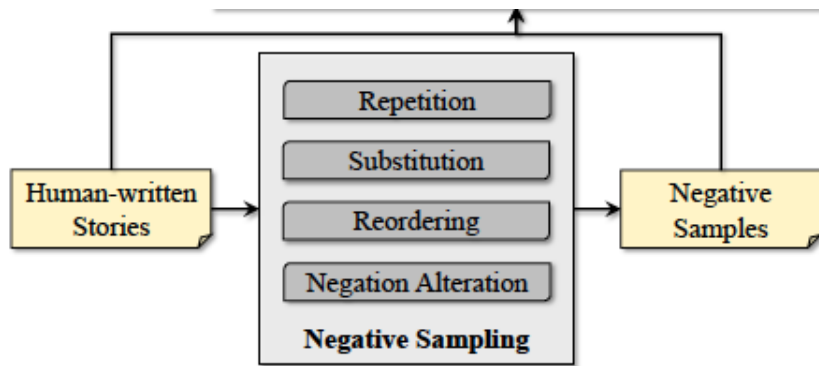 Human-written
Stories
Repetition
Substitution
Reordering
Negation Alteration
Negative Sampling
Negative
Samples